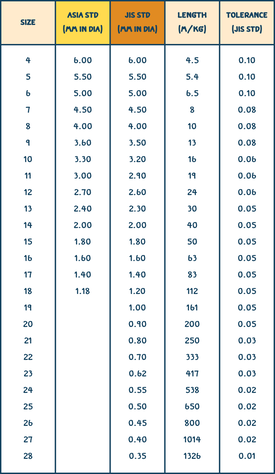 SIZE ASIA STD (MM IN DIA) JIS STD (MM IN DIA) LENGTH (M/KG) TOLERANCE (JIS STD)
4 6.00 6.00 4.5 0.10
5 5.50 5.50 5.4 0.10
6 5.00 5.00 6.5 0.10
7 4.50 4.50 8 0.08
8 4.00 4.00 10 0.08
9 3.60 3.50 13 0.08
10 3.30 3.20 16 0.06
11 3.00 2.90 19 0.06
12 2.70 2.60 24 0.06
13 2.40 2.30 30 0.05
14 2.00 2.00 40 0.05
15 1.80 1.80 50 0.05
16 1.60 1.60 63 0.05
17 1.40 1.40 83 0.05
18 1.18 1.20 112 0.05
19 1.00 161 0.05
20 0.90 200 0.05
21 0.80 250 0.03
22 0.70 333 0.03
23 0.62 417 0.03
24 0.55 538 0.02
25 0.50 650 0.02
26 0.45 800 0.02
27 0.40 1014 0.02
28 0.35 1326 0.01